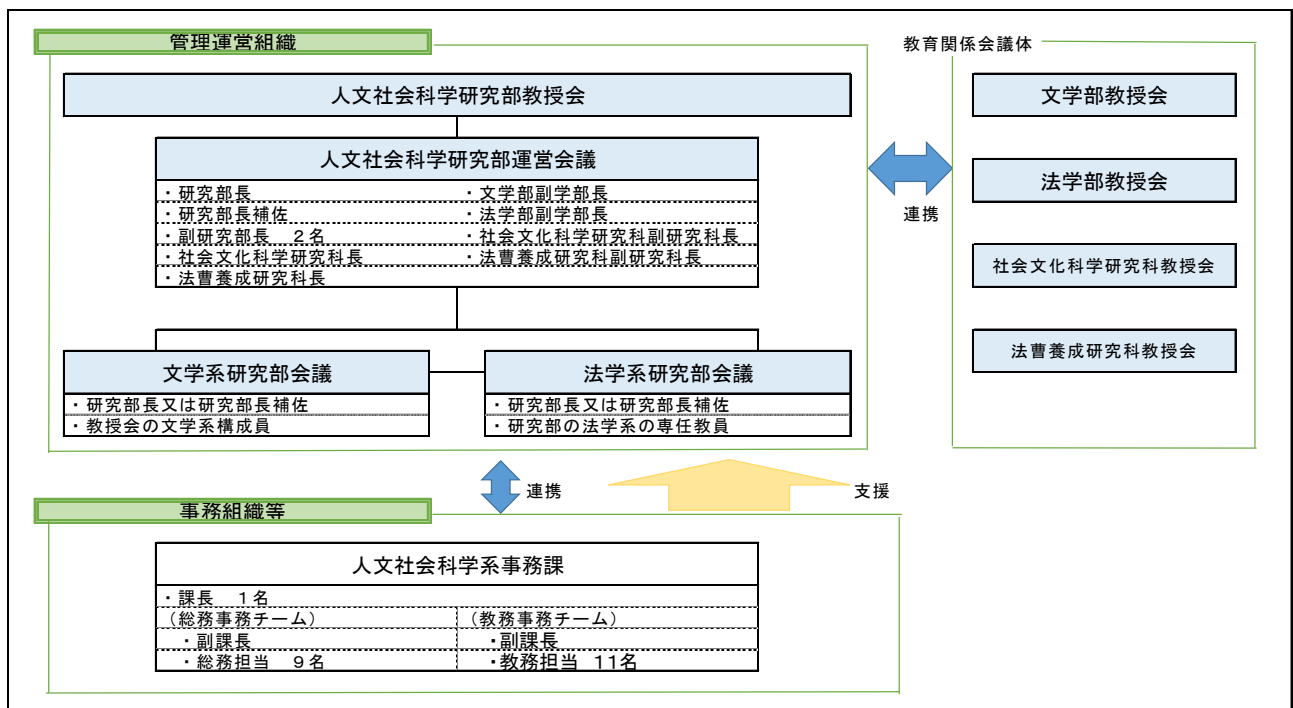 管理運営組織
教育関係会議体
人文社会科学研究部教授会
人文社会科学研究部運営会議
・研究部長 ・文学部副学部長
・研究部長補佐 ・法学部副学部長
・副研究部長　２名 ・社会文化科学研究科副研究科長
・社会文化科学研究科長 ・法曹養成研究科副研究科長
・法曹養成研究科長
文学系研究部会議
・研究部長又は研究部長補佐
・教授会の文学系構成員
法学系研究部会議
・研究部長又は研究部長補佐
・研究部の法学系の専任教員
連携
文学部教授会
法学部教授会
社会文化科学研究科教授会
法曹養成研究科教授会
連携
支援
事務組織等
人文社会科学系事務課
・課長　１名
（総務事務チーム） （教務事務チーム）
・副課長 ・副課長
・総務担当　９名 ・教務担当　11名